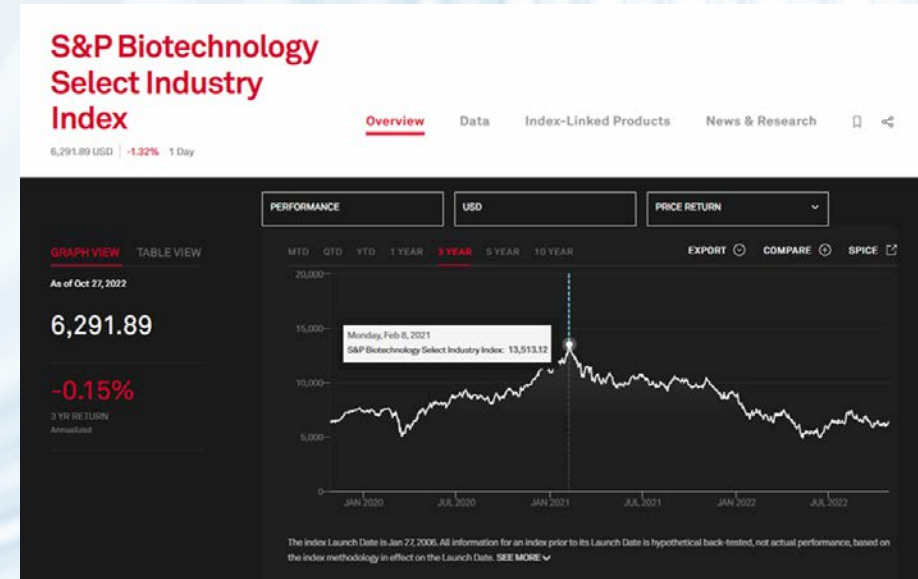 S&P Biotechnology
Select Industry
Index
Overview Data Index-Linked Products News & Research
6,291.89 USD | -1.32% 1 Day
PERFORMANCE USD PRICE RETURN
GRAPH VIEW TABLE VIEW
MTD QTD YTD 1 YEAR 3 YEAR 5 YEAR 10 YEAR EXPORT COMPARE SPICE
As of Oct 27, 2022
6,291.89
-0.15%
3 YR RETURN
Annualized
20,000
15,000
10,000
5,000
0
Monday, Feb 8, 2021
S&P Biotechnology Select Industry Index: 13,513.12
JAN 2020 JUL 2020 JAN 2021 JUL 2021 JAN 2022 JUL 2022
The index Launch Date is Jan 27, 2006. All information for an index prior to its Launch Date is hypothetical back-tested, not actual performance, based on
the index methodology in effect on the Launch Date. SEE MORE